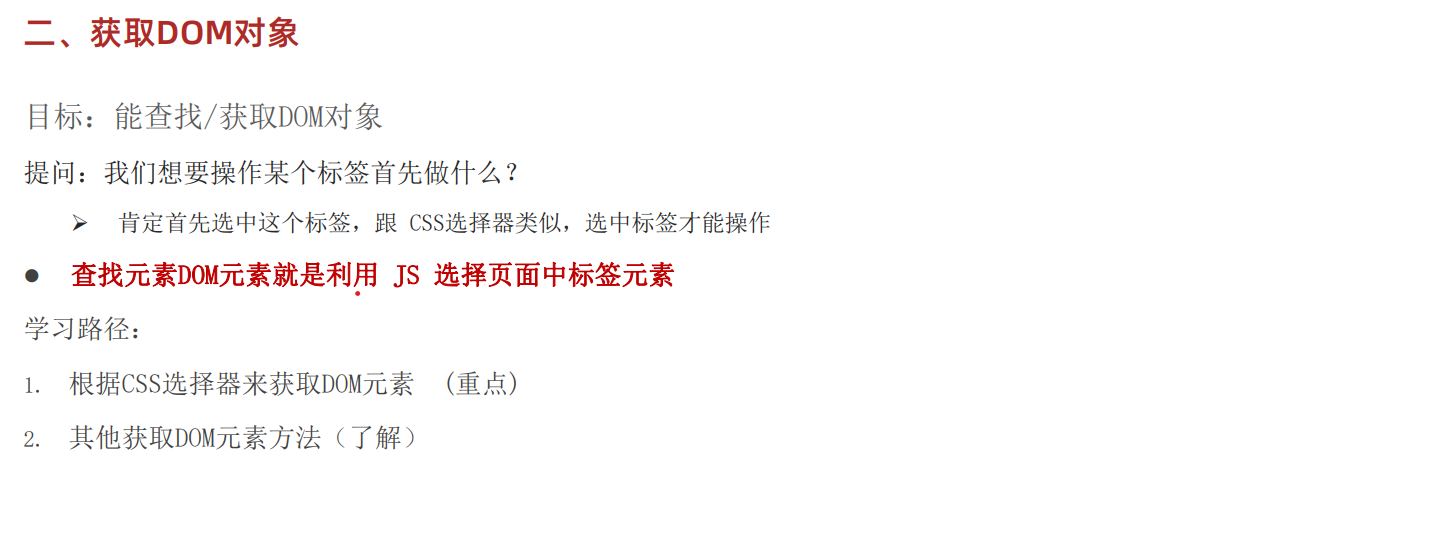 二、获取DOM对象
目标：能查找/获取DOM对象
提问：我们想要操作某个标签首先做什么？
➢ 肯定首先选中这个标签，跟 CSS选择器类似，选中标签才能操作
● 查找元素DOM元素就是利用 JS 选择页面中标签元素
学习路径：
1. 根据CSS选择器来获取DOM元素 (重点)
2. 其他获取DOM元素方法（了解）